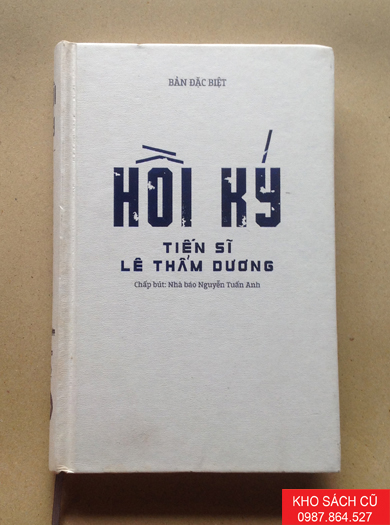 BẢN ĐẶC BIỆT
HỒI KÝ
TIẾN SĨ
LÊ THẨM DƯƠNG
Chấp bút: Nhà báo Nguyễn Tuấn Anh
KHO SÁCH CŨ
0987.864.527